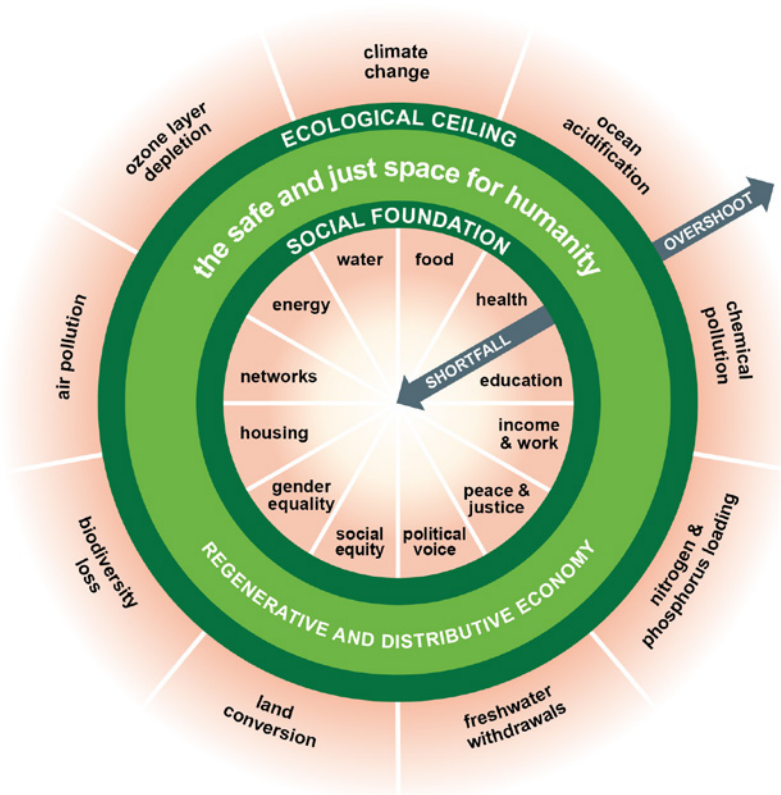 climate
change
ocean
acidification
OVERSHOOT
chemical
pollution
nitrogen &
phosphorus loading
freshwater
withdrawals
land
conversion
biodiversity
loss
air pollution
ozone layer
depletion
ECOLOGICAL CEILING
the safe and just space for humanity
SOCIAL FOUNDATION
water
food
health
SHORTFALL
education
income
& work
peace &
justice
political
voice
social
equity
gender
equality
housing
networks
energy
REGENERATIVE AND DISTRIBUTIVE ECONOMY